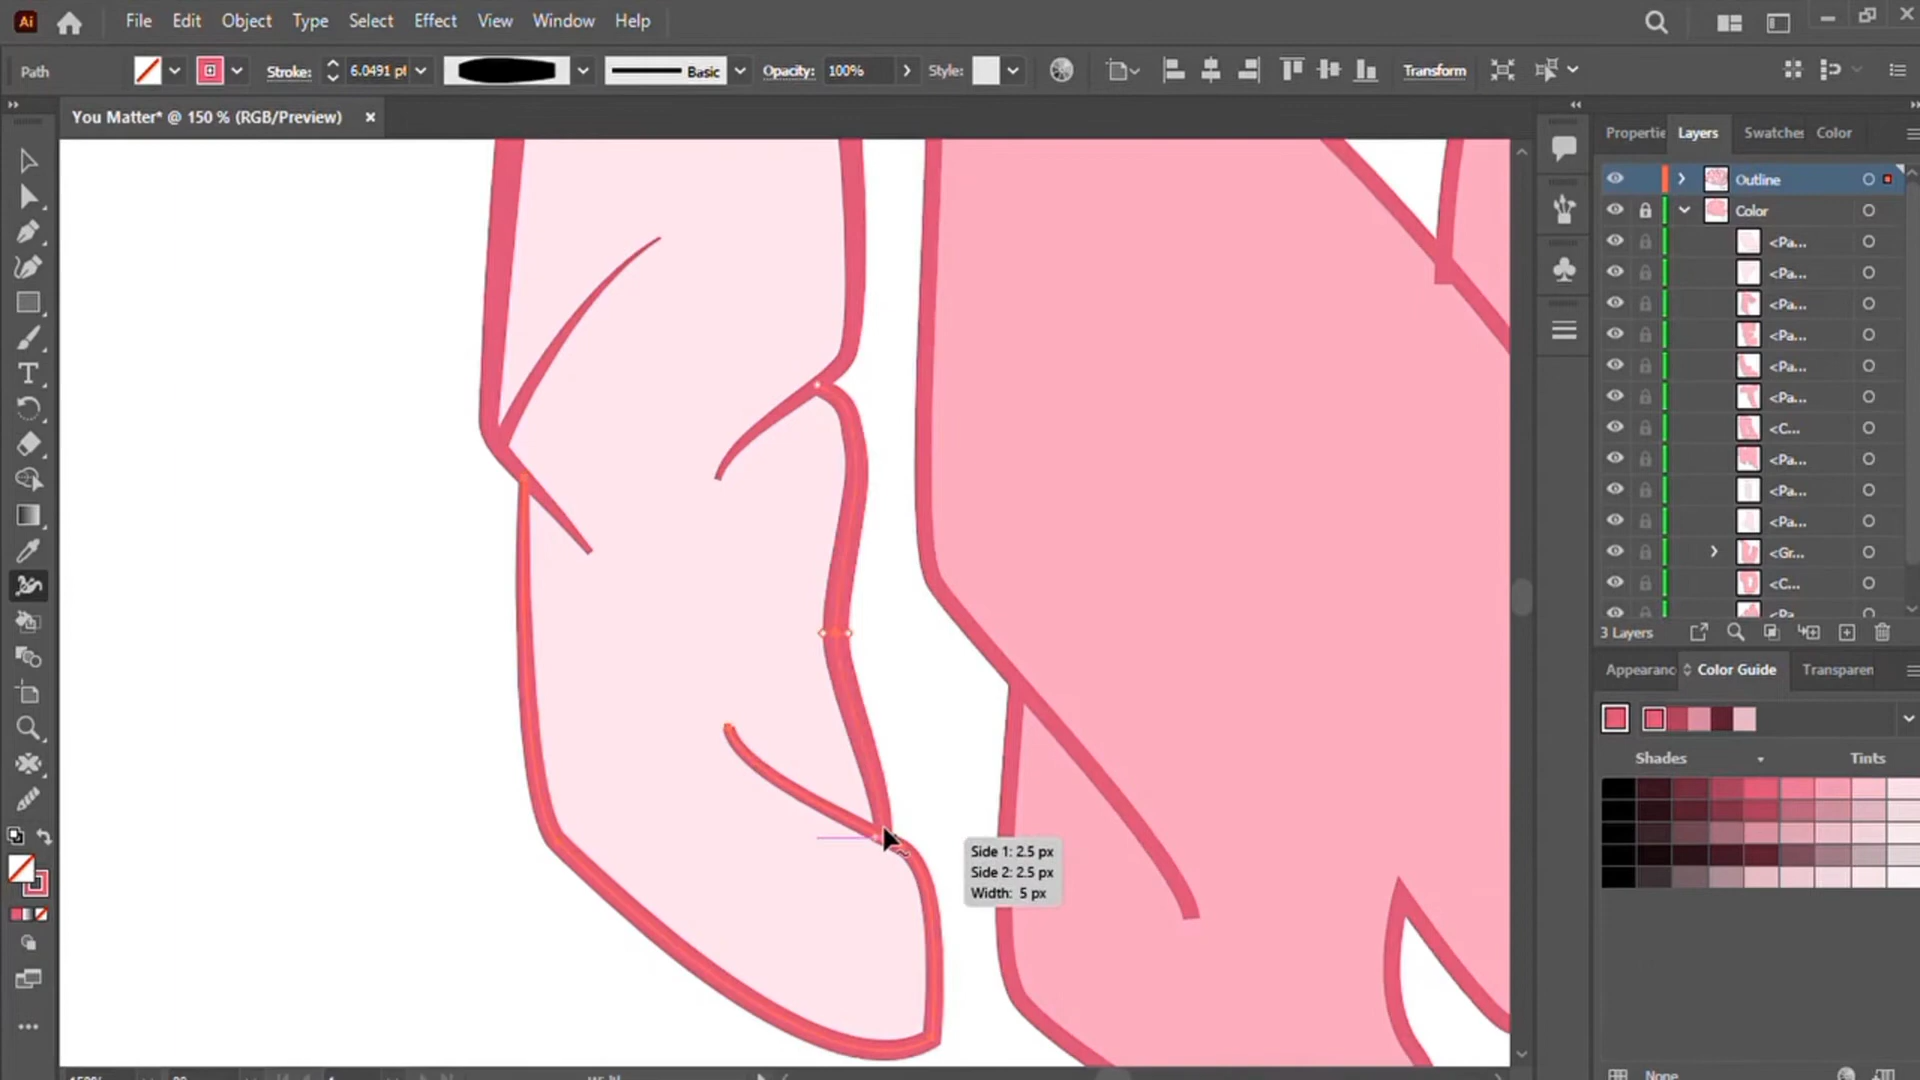 Ai File Edit Object Type Select Effect View Window Help
Path Stroke: 6.0491 pt Basic Opacity: 100% Style: Transform
You Matter* @ 150 % (RGB/Preview) ×
Propertie Layers Swatches Color
Outline
Color
<Pa...
<Pa...
<Pa...
<Pa...
<Pa...
<Pa...
<C...
<Pa...
<Pa...
<Pa...
<Gr...
<C...
<Pa
3 Layers
Appearanc Color Guide Transparen
Shades Tints
Side 1: 2.5 px
Side 2: 2.5 px
Width: 5 px
None